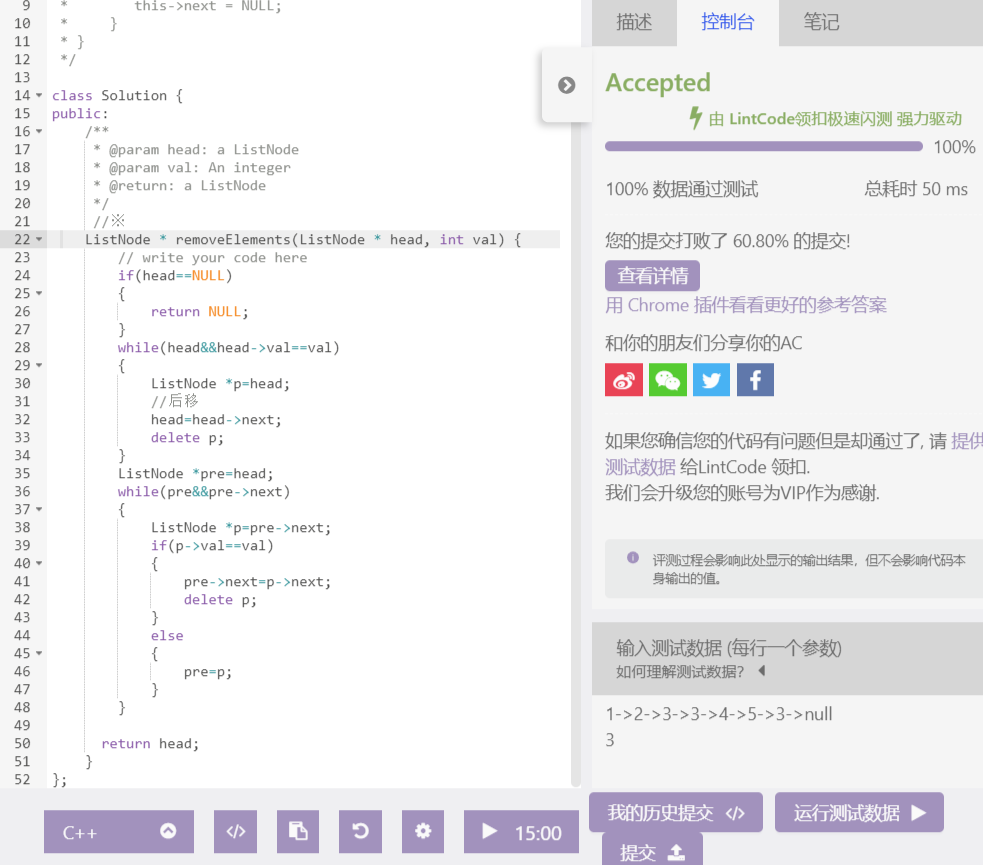 9 * this->next = NULL;
10 * }
11 * }
12 */
13
14 class Solution {
15 public:
16 /**
17 * @param head: a ListNode
18 * @param val: An integer
19 * @return: a ListNode
20 */
21 //※
22 ListNode * removeElements(ListNode * head, int val) {
23 // write your code here
24 if(head==NULL)
25 {
26 return NULL;
27 }
28 while(head&&head->val==val)
29 {
30 ListNode *p=head;
31 //后移
32 head=head->next;
33 delete p;
34 }
35 ListNode *pre=head;
36 while(pre&&pre->next)
37 {
38 ListNode *p=pre->next;
39 if(p->val==val)
40 {
41 pre->next=p->next;
42 delete p;
43 }
44 else
45 {
46 pre=p;
47 }
48 }
49
50 return head;
51 }
52 };
C++
15:00
描述 控制台 笔记
Accepted
由 LintCode领扣极速闪测 强力驱动
100%
100% 数据通过测试 总耗时 50 ms
您的提交打败了 60.80% 的提交!
查看详情
用 Chrome 插件看看更好的参考答案
和你的朋友们分享你的AC
如果您确信您的代码有问题但是却通过了, 请 提供
测试数据 给LintCode 领扣.
我们会升级您的账号为VIP作为感谢.
评测过程会影响此处显示的输出结果，但不会影响代码本
身输出的值。
输入测试数据 (每行一个参数)
如何理解测试数据?
1->2->3->3->4->5->3->null
3
我的历史提交 </> 运行测试数据
提交